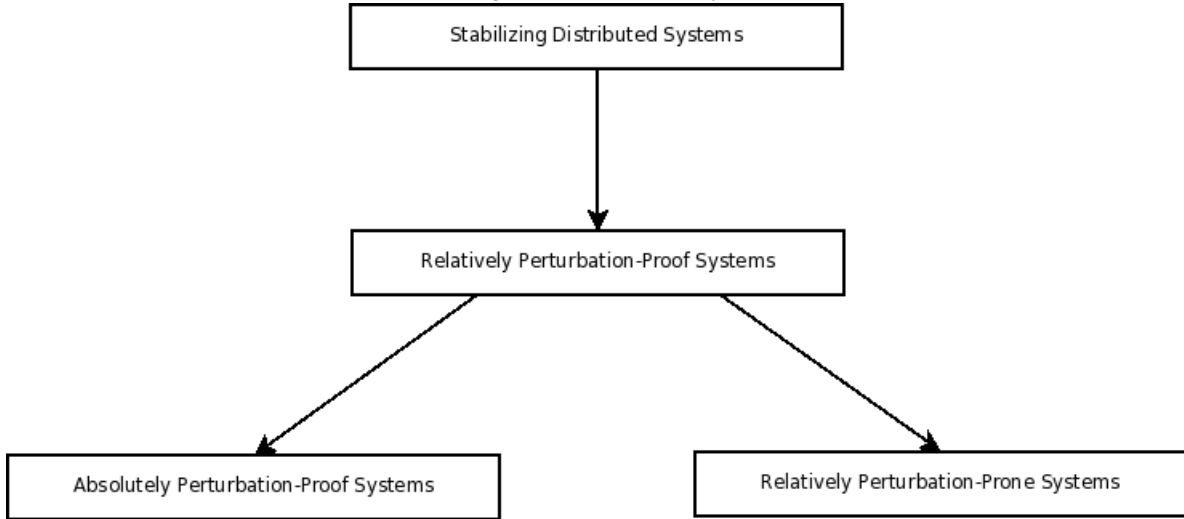 Stabilizing Distributed Systems
Relatively Perturbation-Proof Systems
Absolutely Perturbation-Proof Systems
Relatively Perturbation-Prone Systems